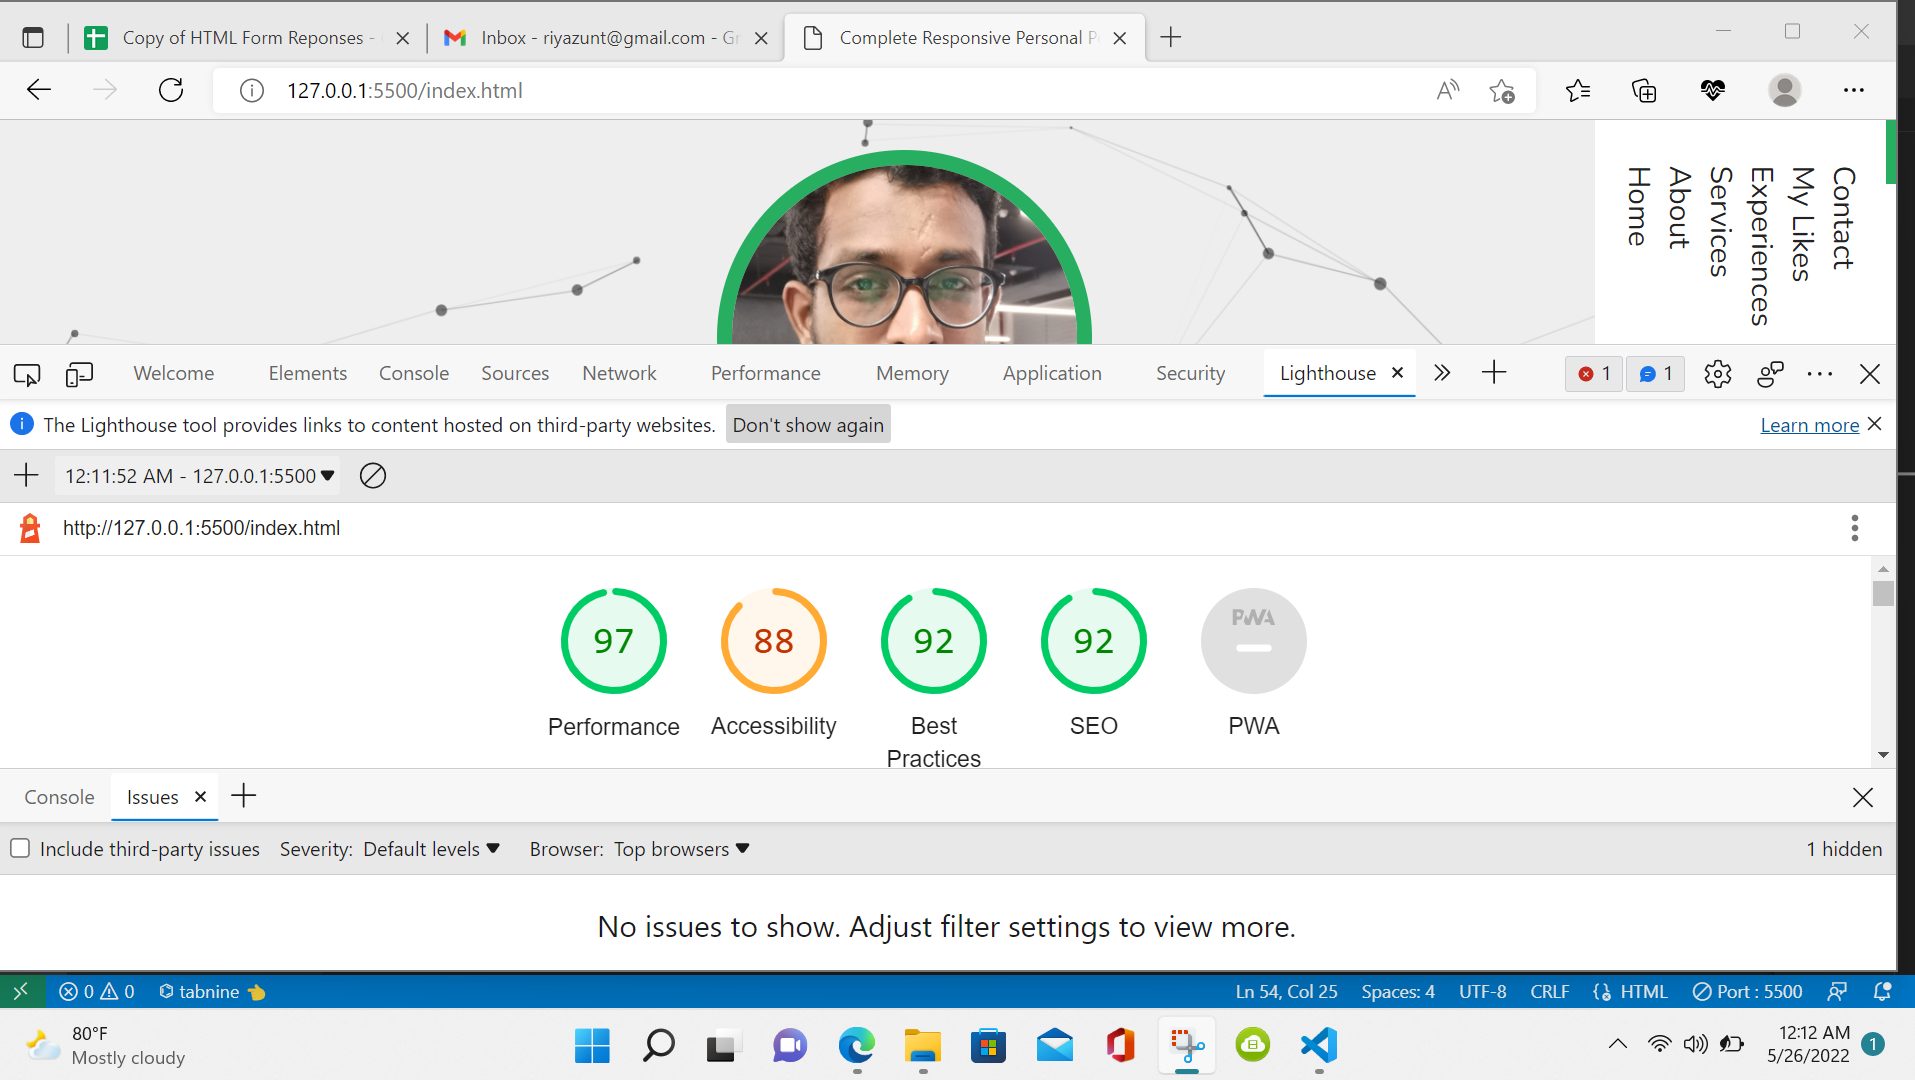 Copy of HTML Form Reponses -
Inbox - riyazunt@gmail.com - Gr
Complete Responsive Personal P
127.0.0.1:5500/index.html
Contact
My Likes
Experiences
Services
About
Home
Welcome Elements Console Sources Network Performance Memory Application Security Lighthouse 1 1
The Lighthouse tool provides links to content hosted on third-party websites. Don't show again Learn more
12:11:52 AM - 127.0.0.1:5500
http://127.0.0.1:5500/index.html
97 88 92 92 PWA
Performance Accessibility Best Practices SEO PWA
Console Issues
Include third-party issues Severity: Default levels Browser: Top browsers 1 hidden
No issues to show. Adjust filter settings to view more.
0 0 tabnine Ln 54, Col 25 Spaces: 4 UTF-8 CRLF HTML Port : 5500
80°F
Mostly cloudy
12:12 AM
5/26/2022
1